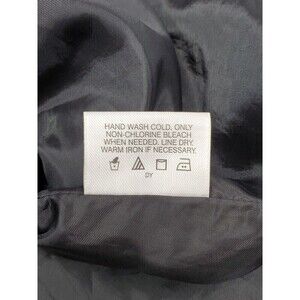 HAND WASH COLD, ONLY
NON-CHLORINE BLEACH
WHEN NEEDED. LINE DRY.
WARM IRON IF NECESSARY.
DY